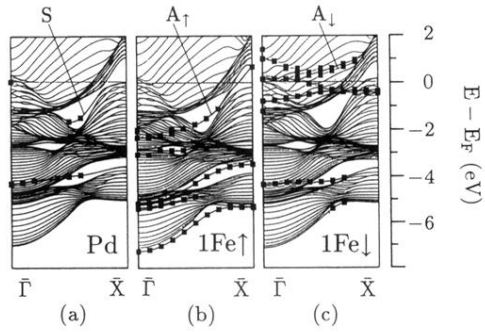 S
A↑
A↓
2
0
−2
−4
−6
E − E_F (eV)
Pd
1Fe↑
1Fe↓
Γ̄ X̄ Γ̄ X̄ Γ̄ X̄
(a) (b) (c)